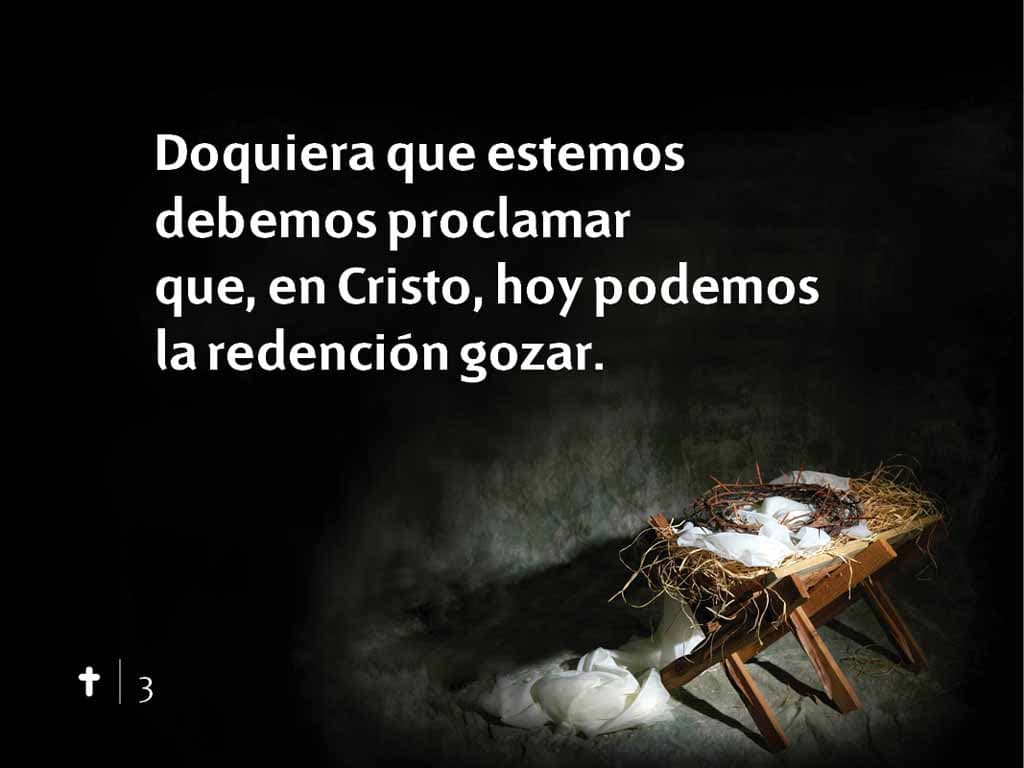 Doquiera que estemos
debemos proclamar
que, en Cristo, hoy podemos
la redención gozar.
3